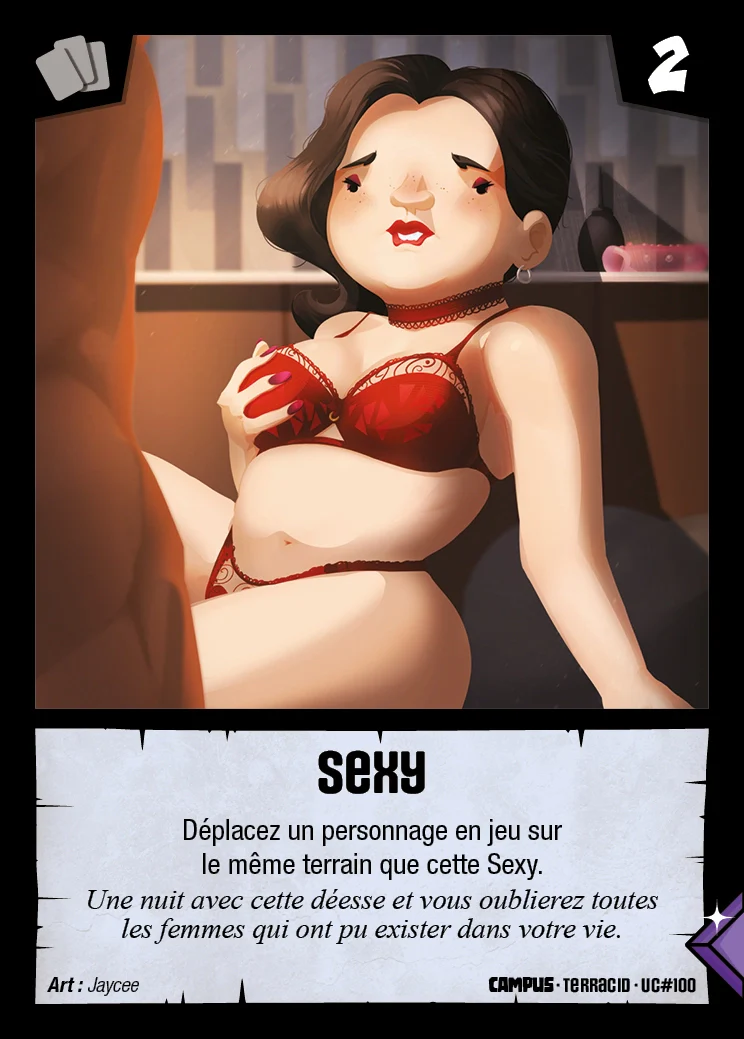 2
Sexy
Déplacez un personnage en jeu sur
le même terrain que cette Sexy.
Une nuit avec cette déesse et vous oublierez toutes
les femmes qui ont pu exister dans votre vie.
Art : Jaycee
CAMPUS · TERRACID · UC#100